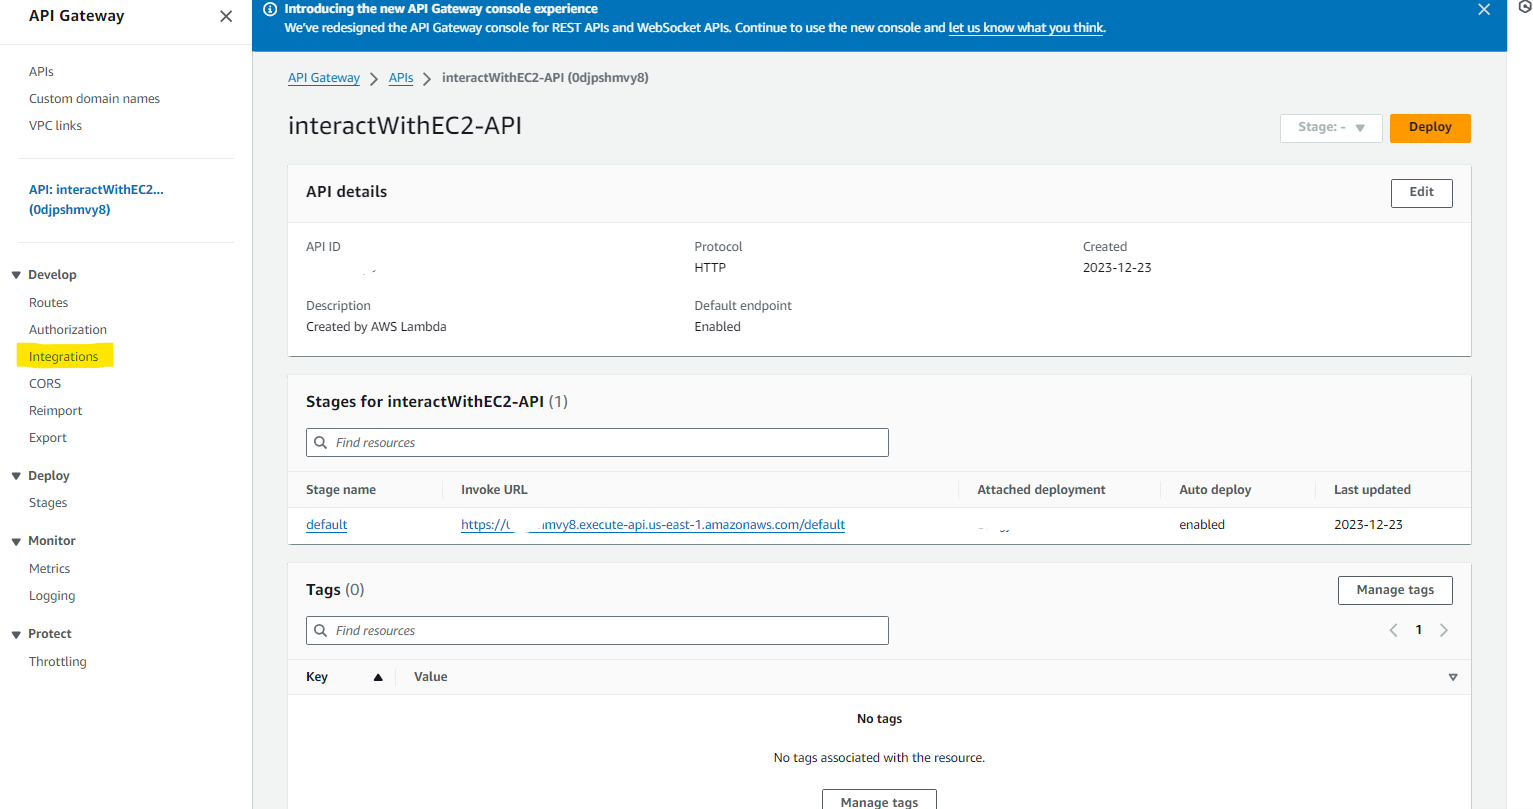 API Gateway
APIs
Custom domain names
VPC links
API: interactWithEC2...
(0djpshmvy8)
Develop
Routes
Authorization
Integrations
CORS
Reimport
Export
Deploy
Stages
Monitor
Metrics
Logging
Protect
Throttling
Introducing the new API Gateway console experience
We've redesigned the API Gateway console for REST APIs and WebSocket APIs. Continue to use the new console and let us know what you think.
API Gateway APIs interactWithEC2-API (0djpshmvy8)
interactWithEC2-API
Stage: -
Deploy
API details
Edit
API ID
Protocol
HTTP
Created
2023-12-23
Description
Created by AWS Lambda
Default endpoint
Enabled
Stages for interactWithEC2-API (1)
Find resources
Stage name Invoke URL Attached deployment Auto deploy Last updated
default https:// mvy8.execute-api.us-east-1.amazonaws.com/default enabled 2023-12-23
Tags (0)
Manage tags
Find resources
1
Key Value
No tags
No tags associated with the resource.
Manage tags